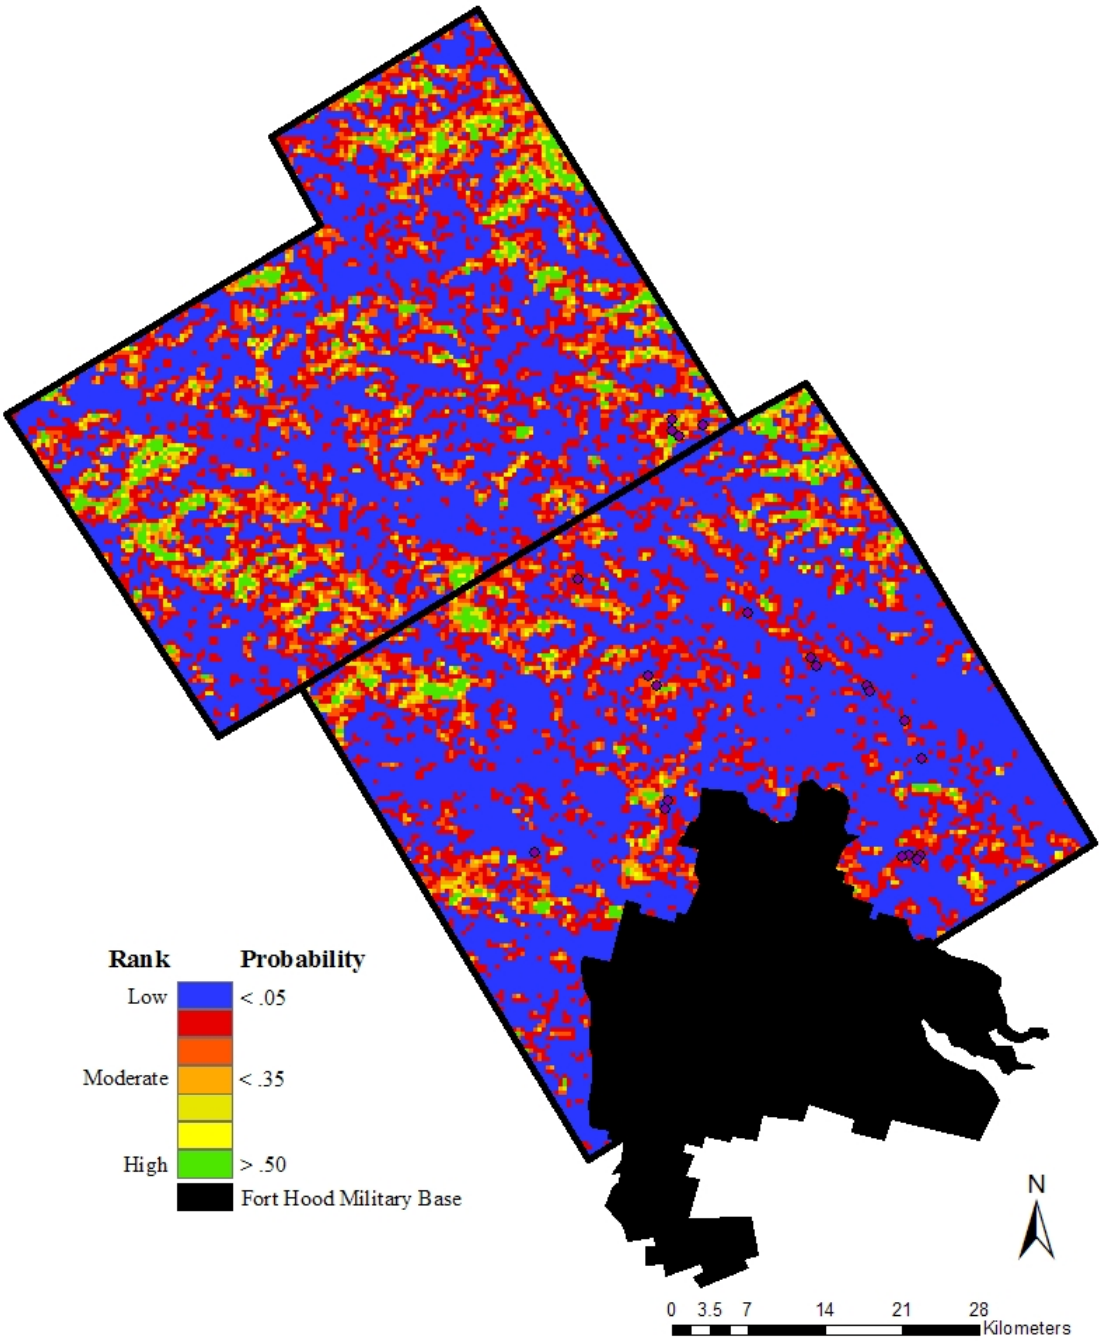 Rank Probability
Low < .05
Moderate < .35
High > .50
Fort Hood Military Base
N
0 3.5 7 14 21 28
Kilometers